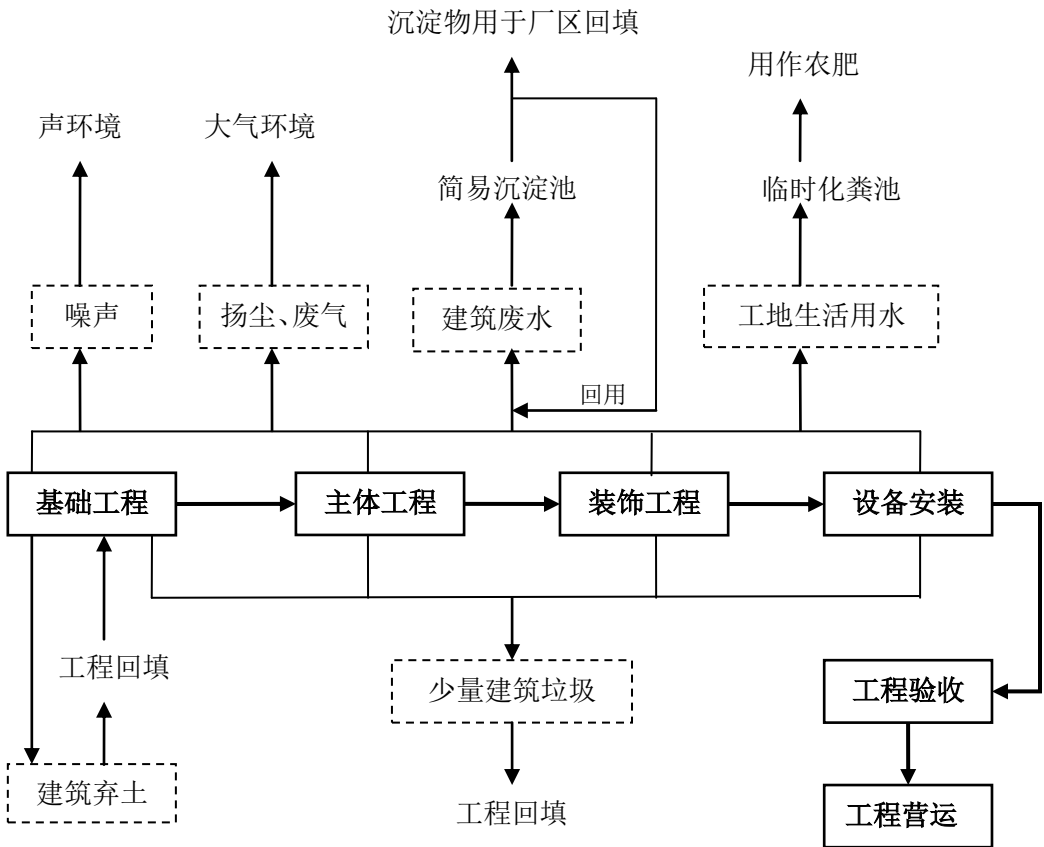 沉淀物用于厂区回填
用作农肥
声环境
大气环境
简易沉淀池
临时化粪池
噪声
扬尘、废气
建筑废水
工地生活用水
回用
基础工程
主体工程
装饰工程
设备安装
工程回填
少量建筑垃圾
工程验收
建筑弃土
工程回填
工程营运